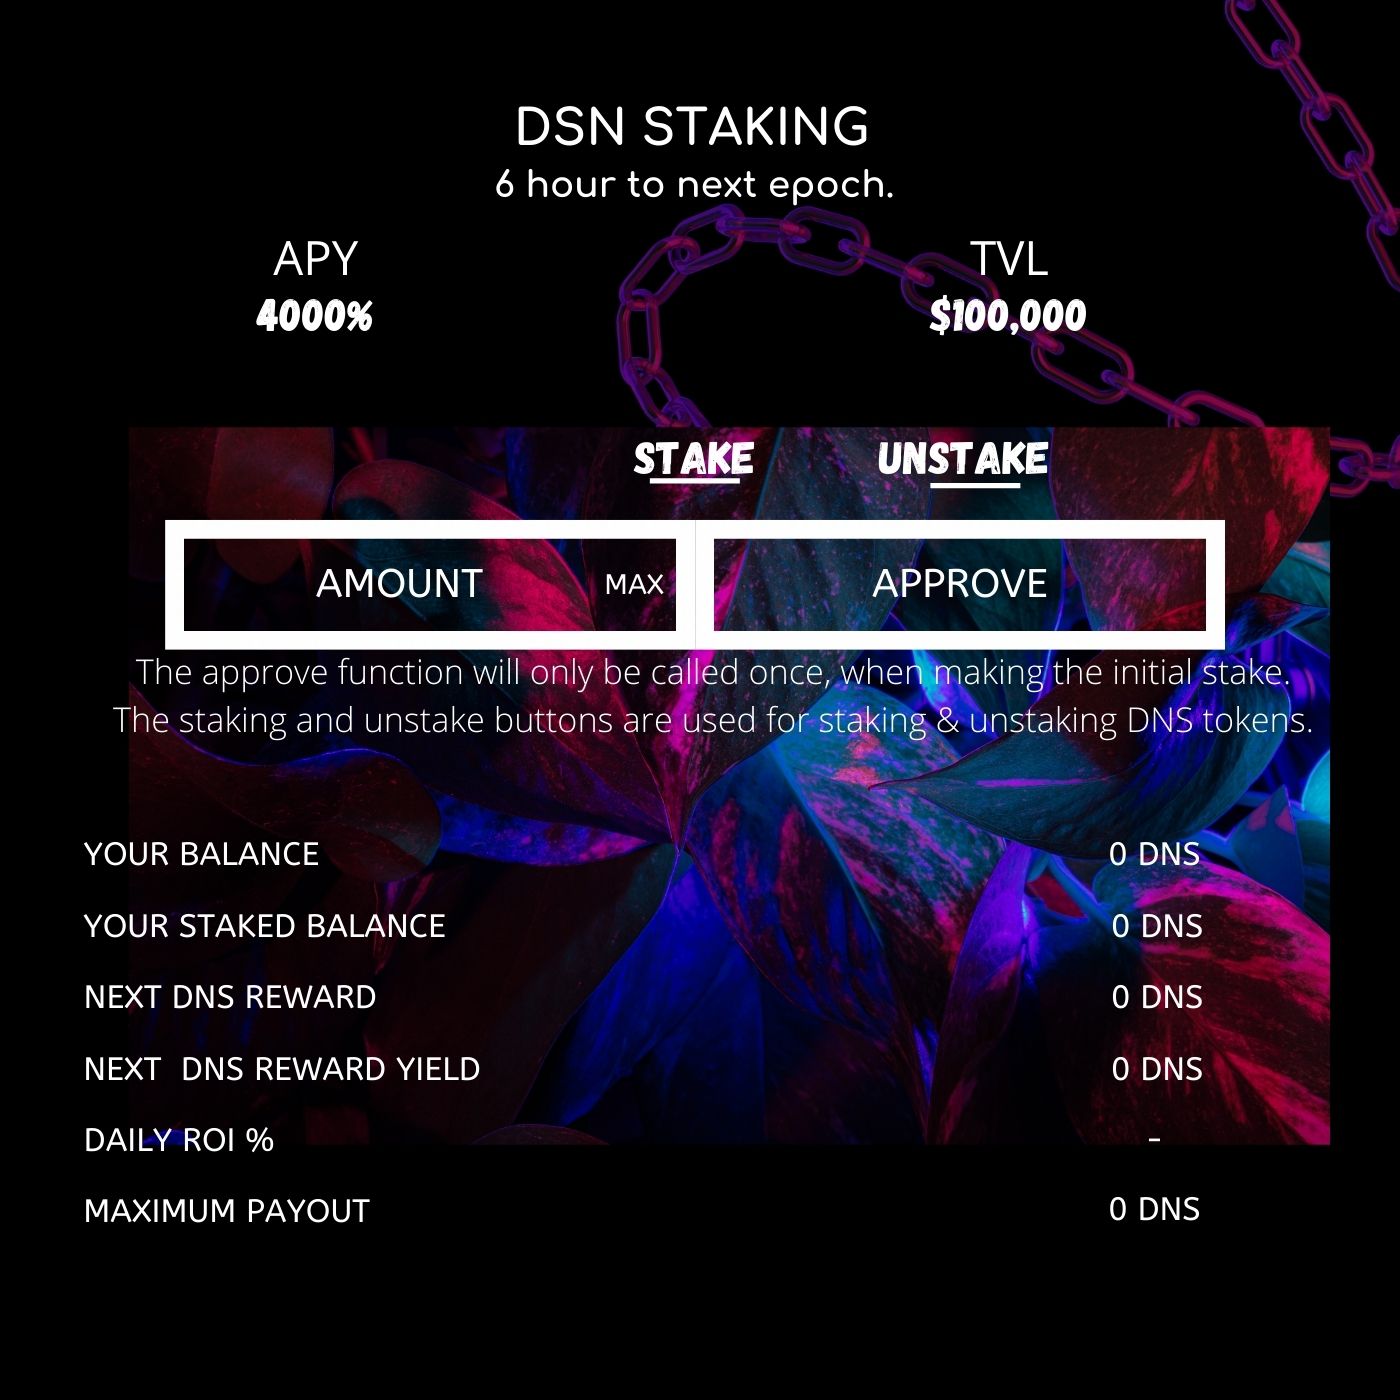 DSN STAKING
6 hour to next epoch.
APY TVL
4000% $100,000
STAKE UNSTAKE
AMOUNT MAX APPROVE
The approve function will only be called once, when making the initial stake.
The staking and unstake buttons are used for staking & unstaking DNS tokens.
YOUR BALANCE 0 DNS
YOUR STAKED BALANCE 0 DNS
NEXT DNS REWARD 0 DNS
NEXT DNS REWARD YIELD 0 DNS
DAILY ROI % -
MAXIMUM PAYOUT 0 DNS